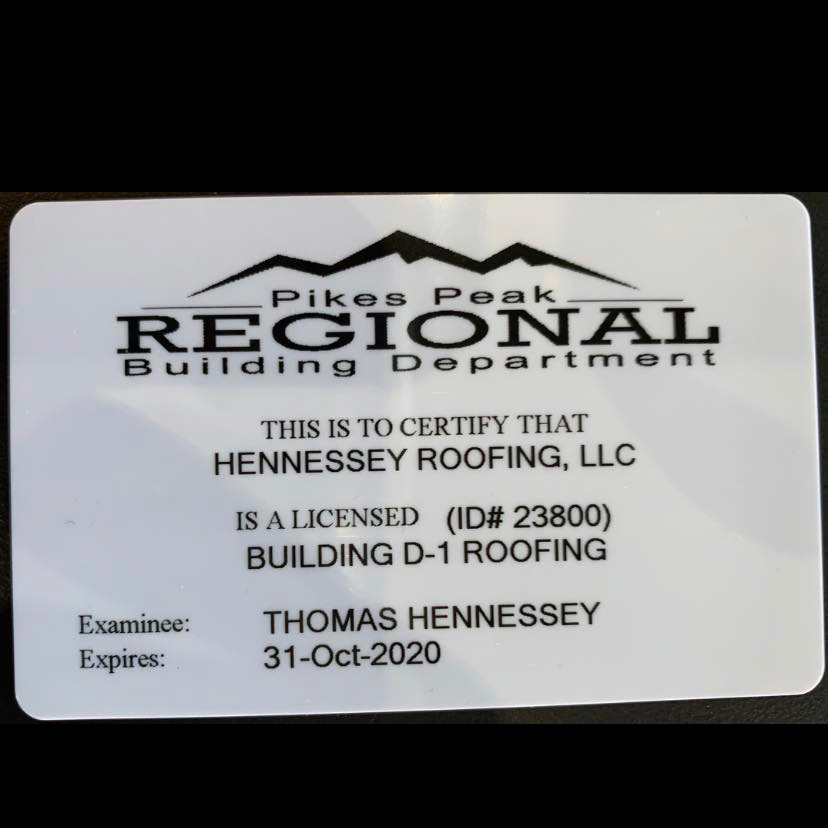 Pikes Peak
REGIONAL
Building Department
THIS IS TO CERTIFY THAT
HENNESSEY ROOFING, LLC
IS A LICENSED (ID# 23800)
BUILDING D-1 ROOFING
Examinee: THOMAS HENNESSEY
Expires: 31-Oct-2020